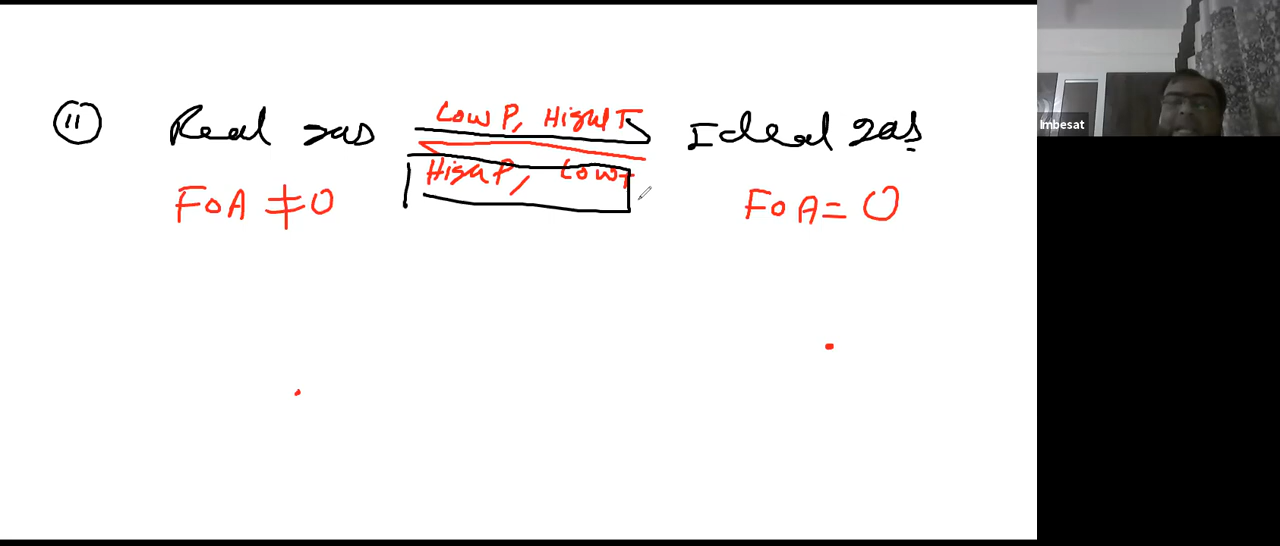 11 Real gas Low P, High T Ideal gas
High P, Low T
FOA ≠ 0 FOA = 0
Imbesat